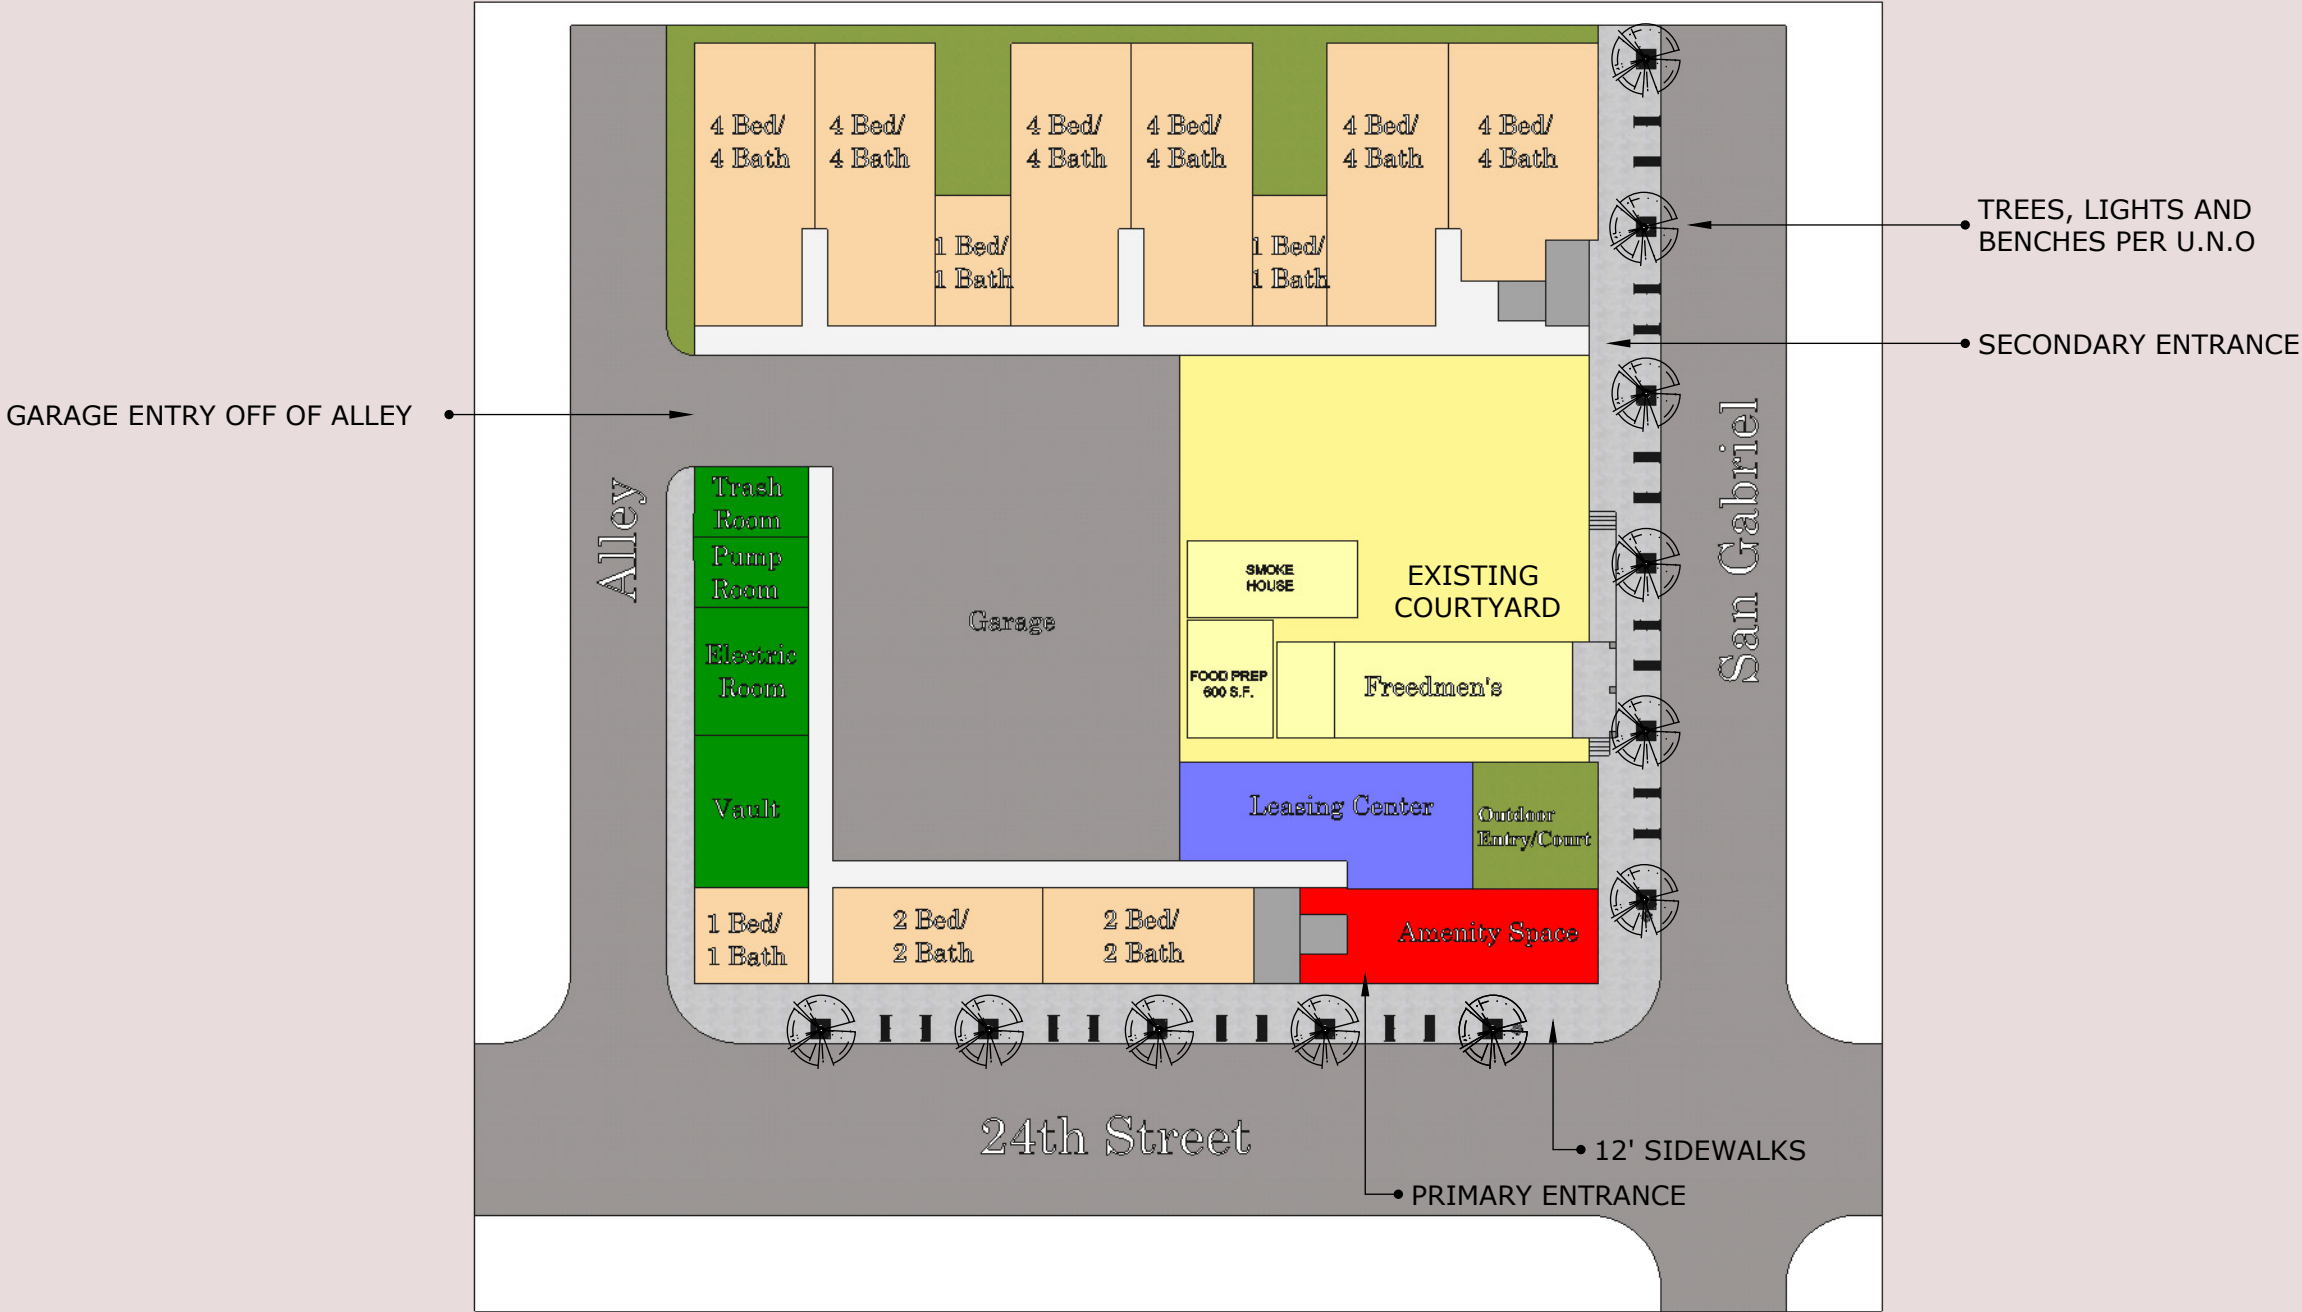 4 Bed/
4 Bath
4 Bed/
4 Bath
4 Bed/
4 Bath
4 Bed/
4 Bath
4 Bed/
4 Bath
4 Bed/
4 Bath
1 Bed/
1 Bath
1 Bed/
1 Bath
TREES, LIGHTS AND
BENCHES PER U.N.O
SECONDARY ENTRANCE
GARAGE ENTRY OFF OF ALLEY
Alley
Trash
Room
Pump
Room
Electric
Room
Vault
Garage
SMOKE
HOUSE
EXISTING
COURTYARD
FOOD PREP
600 S.F.
Freedmen's
San Gabriel
Leasing Center
Outdoor
Entry/Court
1 Bed/
1 Bath
2 Bed/
2 Bath
2 Bed/
2 Bath
Amenity Space
24th Street
12' SIDEWALKS
PRIMARY ENTRANCE